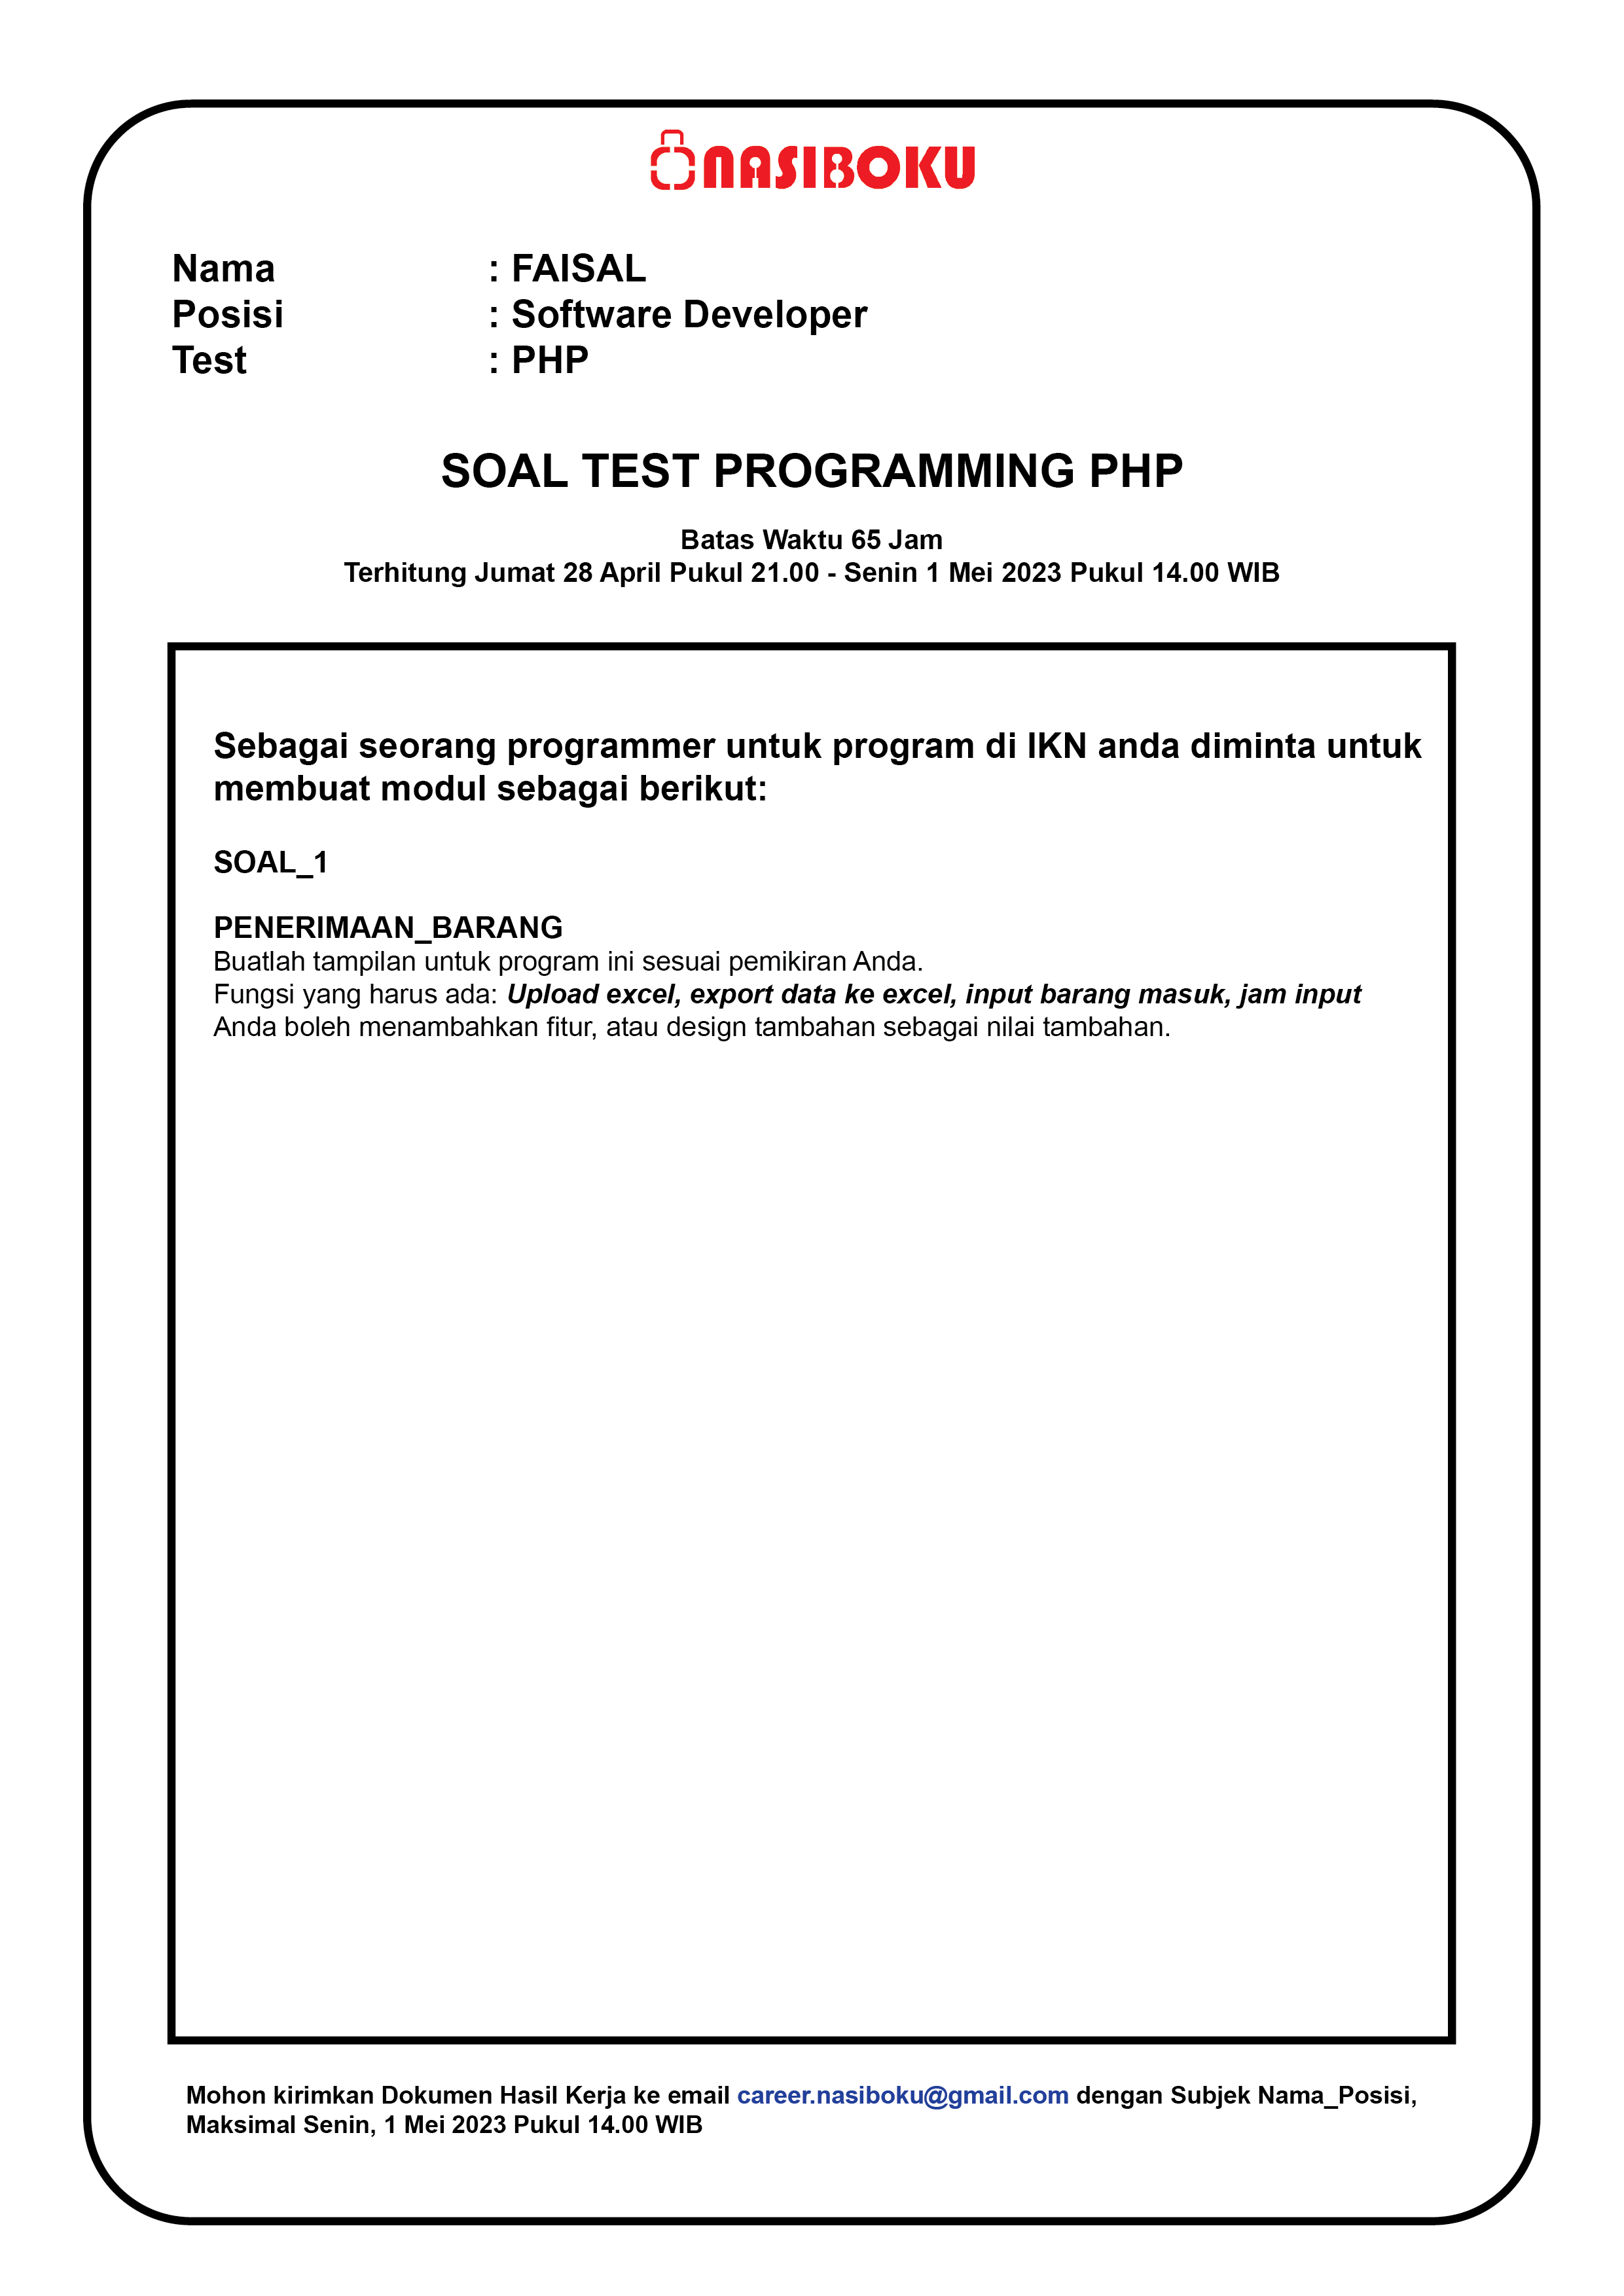 NASIBOKU
Nama : FAISAL
Posisi : Software Developer
Test : PHP
SOAL TEST PROGRAMMING PHP
Batas Waktu 65 Jam
Terhitung Jumat 28 April Pukul 21.00 - Senin 1 Mei 2023 Pukul 14.00 WIB
Sebagai seorang programmer untuk program di IKN anda diminta untuk
membuat modul sebagai berikut:
SOAL_1
PENERIMAAN_BARANG
Buatlah tampilan untuk program ini sesuai pemikiran Anda.
Fungsi yang harus ada: Upload excel, export data ke excel, input barang masuk, jam input
Anda boleh menambahkan fitur, atau design tambahan sebagai nilai tambahan.
Mohon kirimkan Dokumen Hasil Kerja ke email career.nasiboku@gmail.com dengan Subjek Nama_Posisi,
Maksimal Senin, 1 Mei 2023 Pukul 14.00 WIB